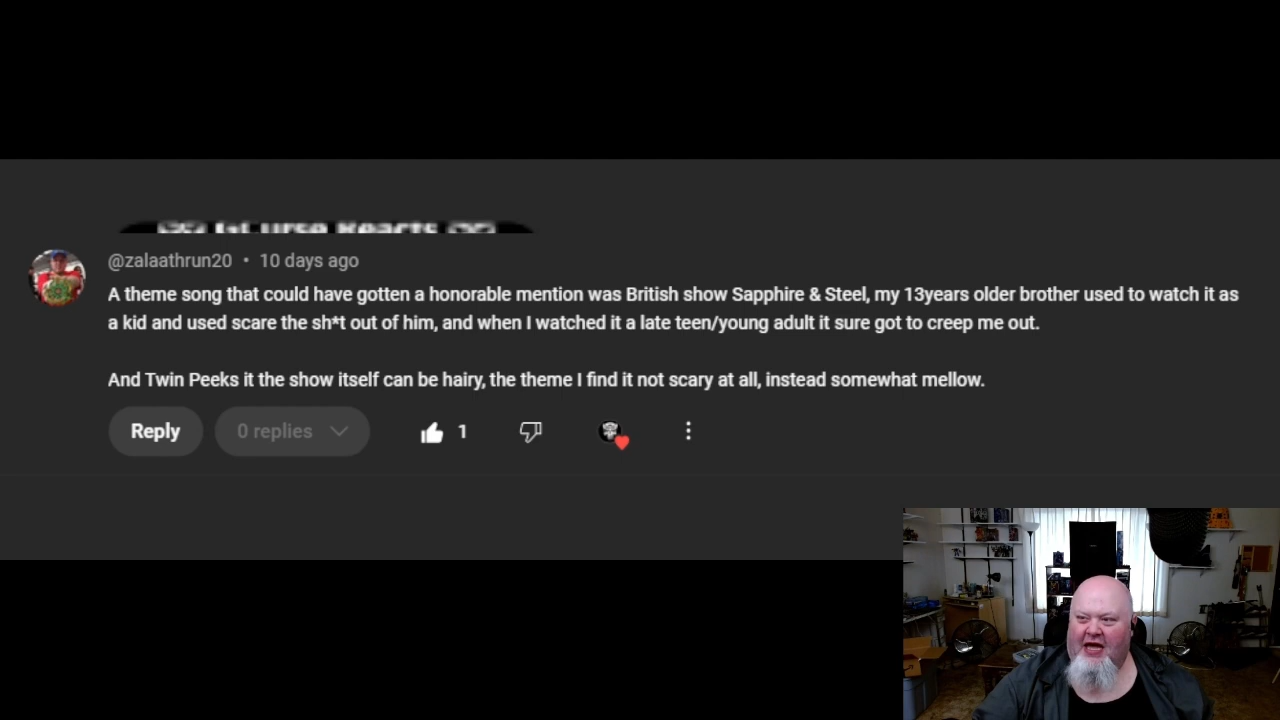 @zalaathrun20 • 10 days ago
A theme song that could have gotten a honorable mention was British show Sapphire & Steel, my 13years older brother used to watch it as
a kid and used scare the sh*t out of him, and when I watched it a late teen/young adult it sure got to creep me out.
And Twin Peeks it the show itself can be hairy, the theme I find it not scary at all, instead somewhat mellow.
Reply 0 replies 1